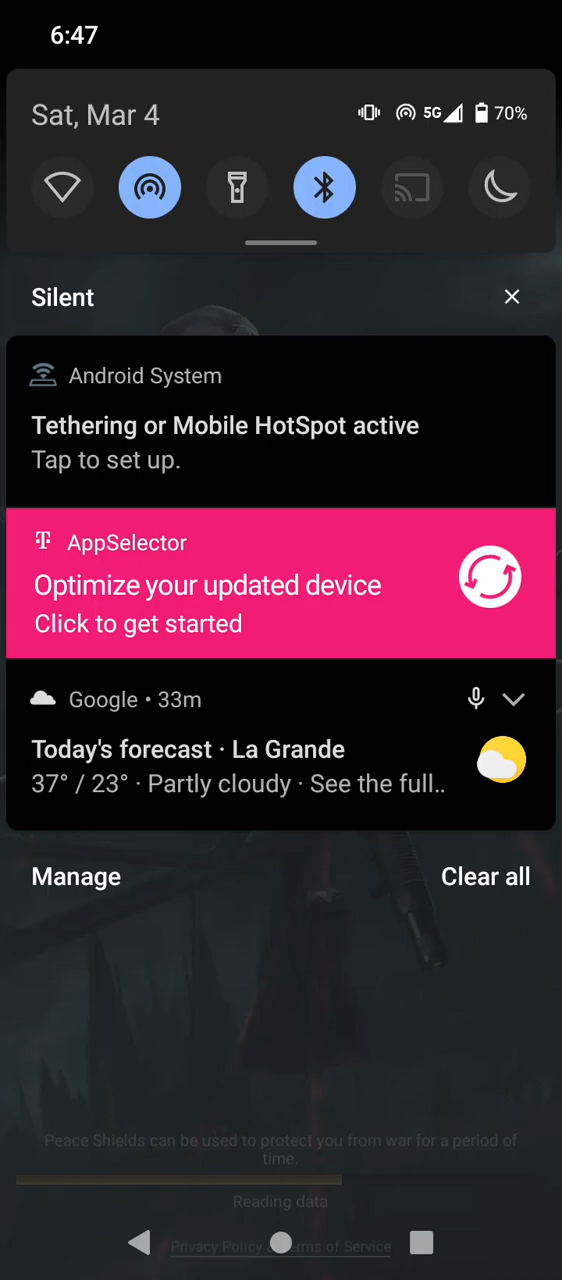 6:47
Sat, Mar 4
5G 70%
Silent
Android System
Tethering or Mobile HotSpot active
Tap to set up.
AppSelector
Optimize your updated device
Click to get started
Google • 33m
Today's forecast · La Grande
37° / 23° · Partly cloudy · See the full..
Manage
Clear all
Peace Shields can be used to protect you from war for a period of
time.
Reading data
Privacy Policy & Terms of Service